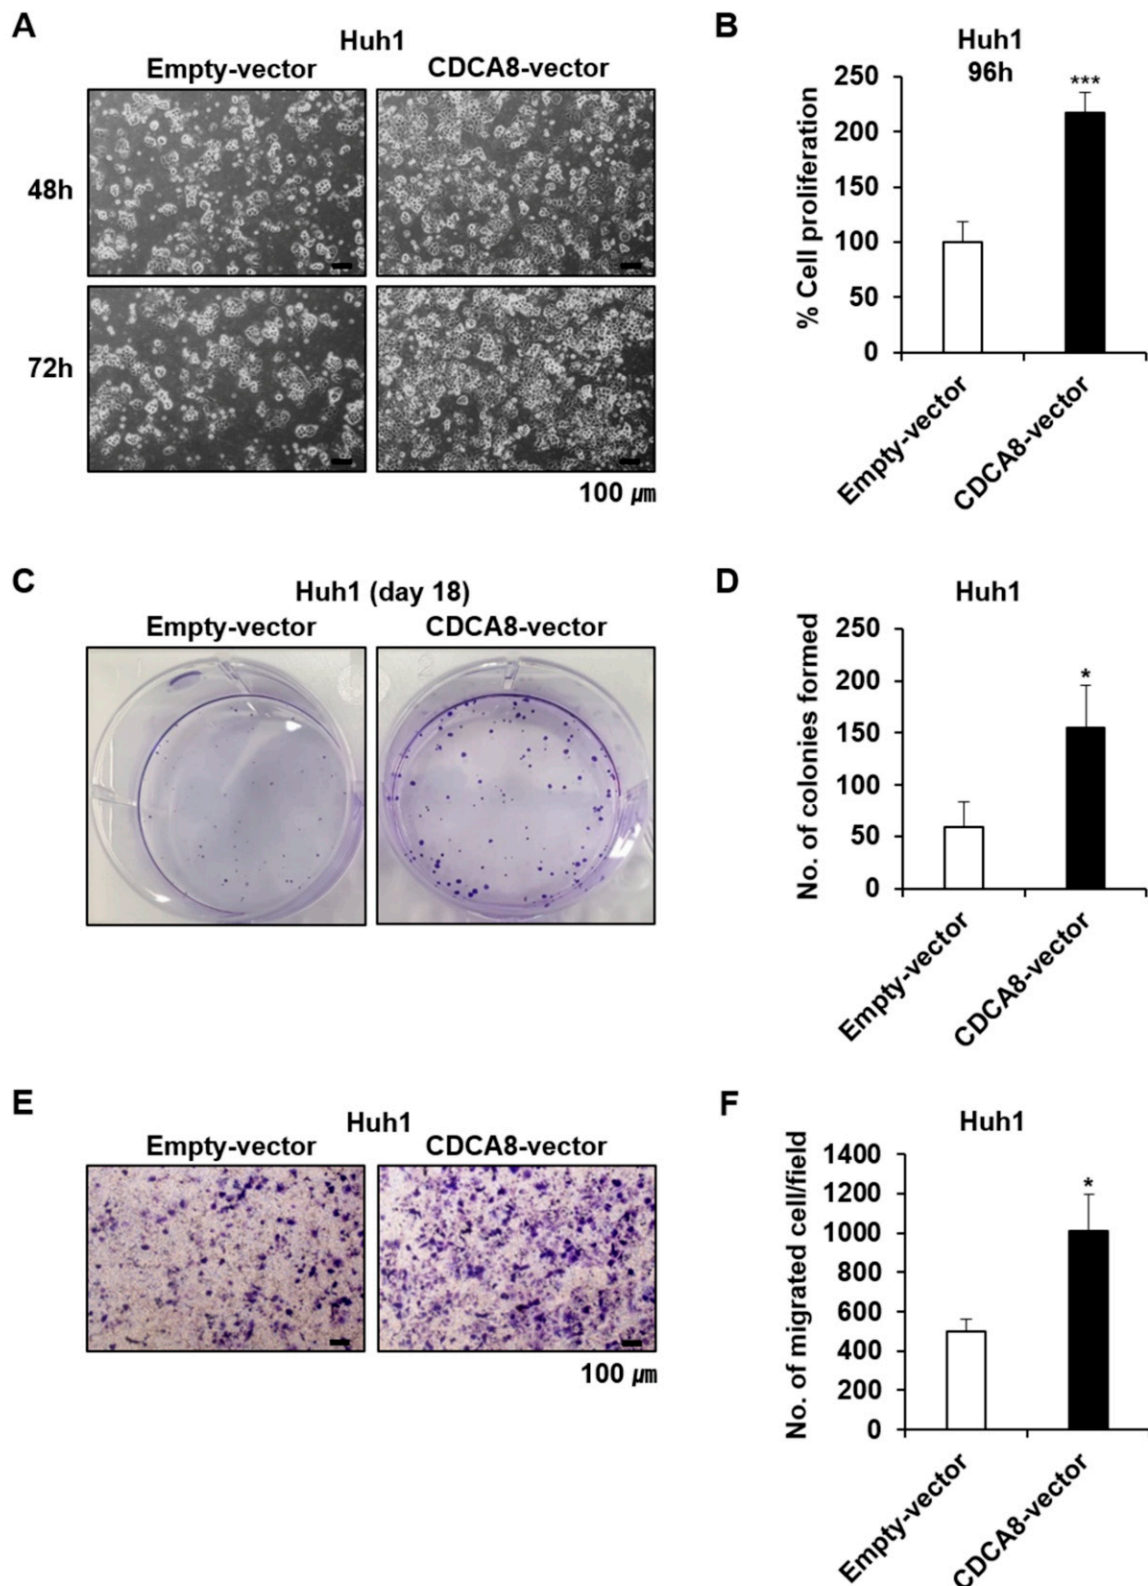 A
Huh1
Empty-vector CDCA8-vector
48h
72h
100 ㎛
B
Huh1
96h
% Cell proliferation
250
200
150
100
50
0
***
Empty-vector
CDCA8-vector
C
Huh1 (day 18)
Empty-vector CDCA8-vector
D
Huh1
No. of colonies formed
250
200
150
100
50
0
*
Empty-vector
CDCA8-vector
E
Huh1
Empty-vector CDCA8-vector
100 ㎛
F
Huh1
No. of migrated cell/field
1400
1200
1000
800
600
400
200
0
*
Empty-vector
CDCA8-vector